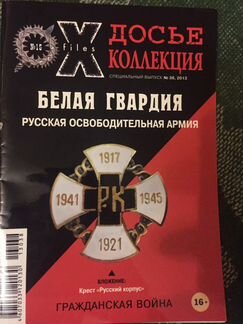 X files
ДОСЬЕ
КОЛЛЕКЦИЯ
СПЕЦИАЛЬНЫЙ ВЫПУСК № 38, 2013
БЕЛАЯ ГВАРДИЯ
РУССКАЯ ОСВОБОДИТЕЛЬНАЯ АРМИЯ
1917
1941
РК
1945
1921
ВЛОЖЕНИЕ:
Крест «Русский корпус»
16+
ГРАЖДАНСКАЯ ВОЙНА